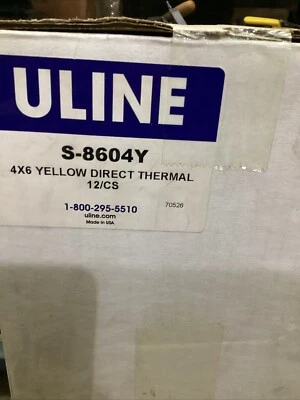 ULINE
S-8604Y
4X6 YELLOW DIRECT THERMAL
12/CS
1-800-295-5510
uline.com
70526
Made in USA